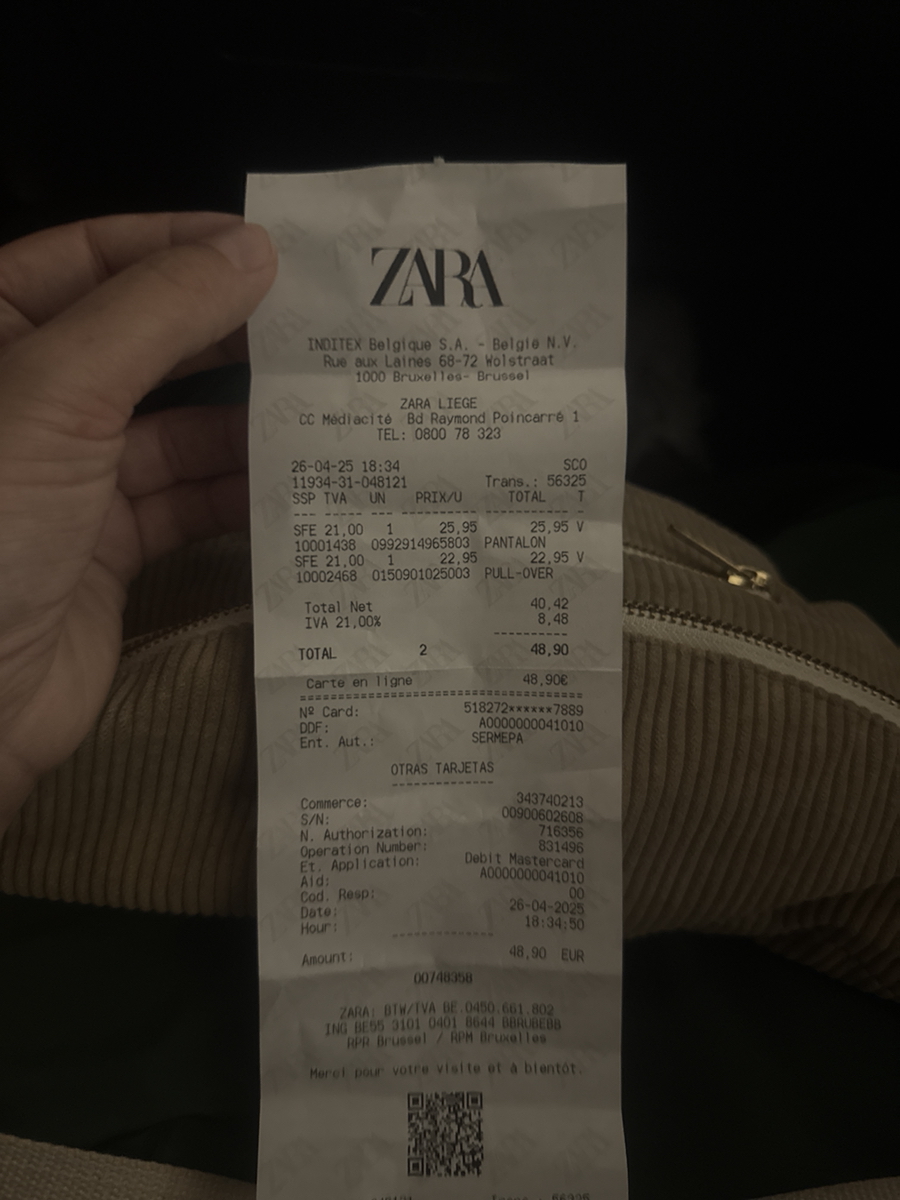 ZARA
INDITEX Belgique S.A. - Belgie N.V.
Rue aux Laines 68-72 Wolstraat
1000 Bruxelles- Brussel
ZARA LIEGE
CC Médiacité Bd Raymond Poincarré 1
TEL: 0800 78 323
26-04-25 18:34 SCO
11934-31-048121 Trans.: 56325
SSP TVA UN PRIX/U TOTAL T
SFE 21,00 1 25,95 25,95 V
10001438 0992914965803 PANTALON
SFE 21,00 1 22,95 22,95 V
10002468 0150901025003 PULL-OVER
Total Net 40,42
IVA 21,00% 8,48
TOTAL 2 48,90
Carte en ligne 48,90€
Nº Card: 518272******7889
DDF: A0000000041010
Ent. Aut.: SERMEPA
OTRAS TARJETAS
Commerce: 343740213
S/N: 00900602608
N. Authorization: 716356
Operation Number: 831496
Et. Application: Debit Mastercard
Aid: A0000000041010
Cod. Resp: 00
Date: 26-04-2025
Hour: 18:34:50
Amount: 48,90 EUR
00748358
ZARA: BTW/TVA BE.0450.661.802
ING BE55 3101 0401 8644 BBRUBEBB
RPR Brussel / RPM Bruxelles
Merci pour votre visite et à bientôt.